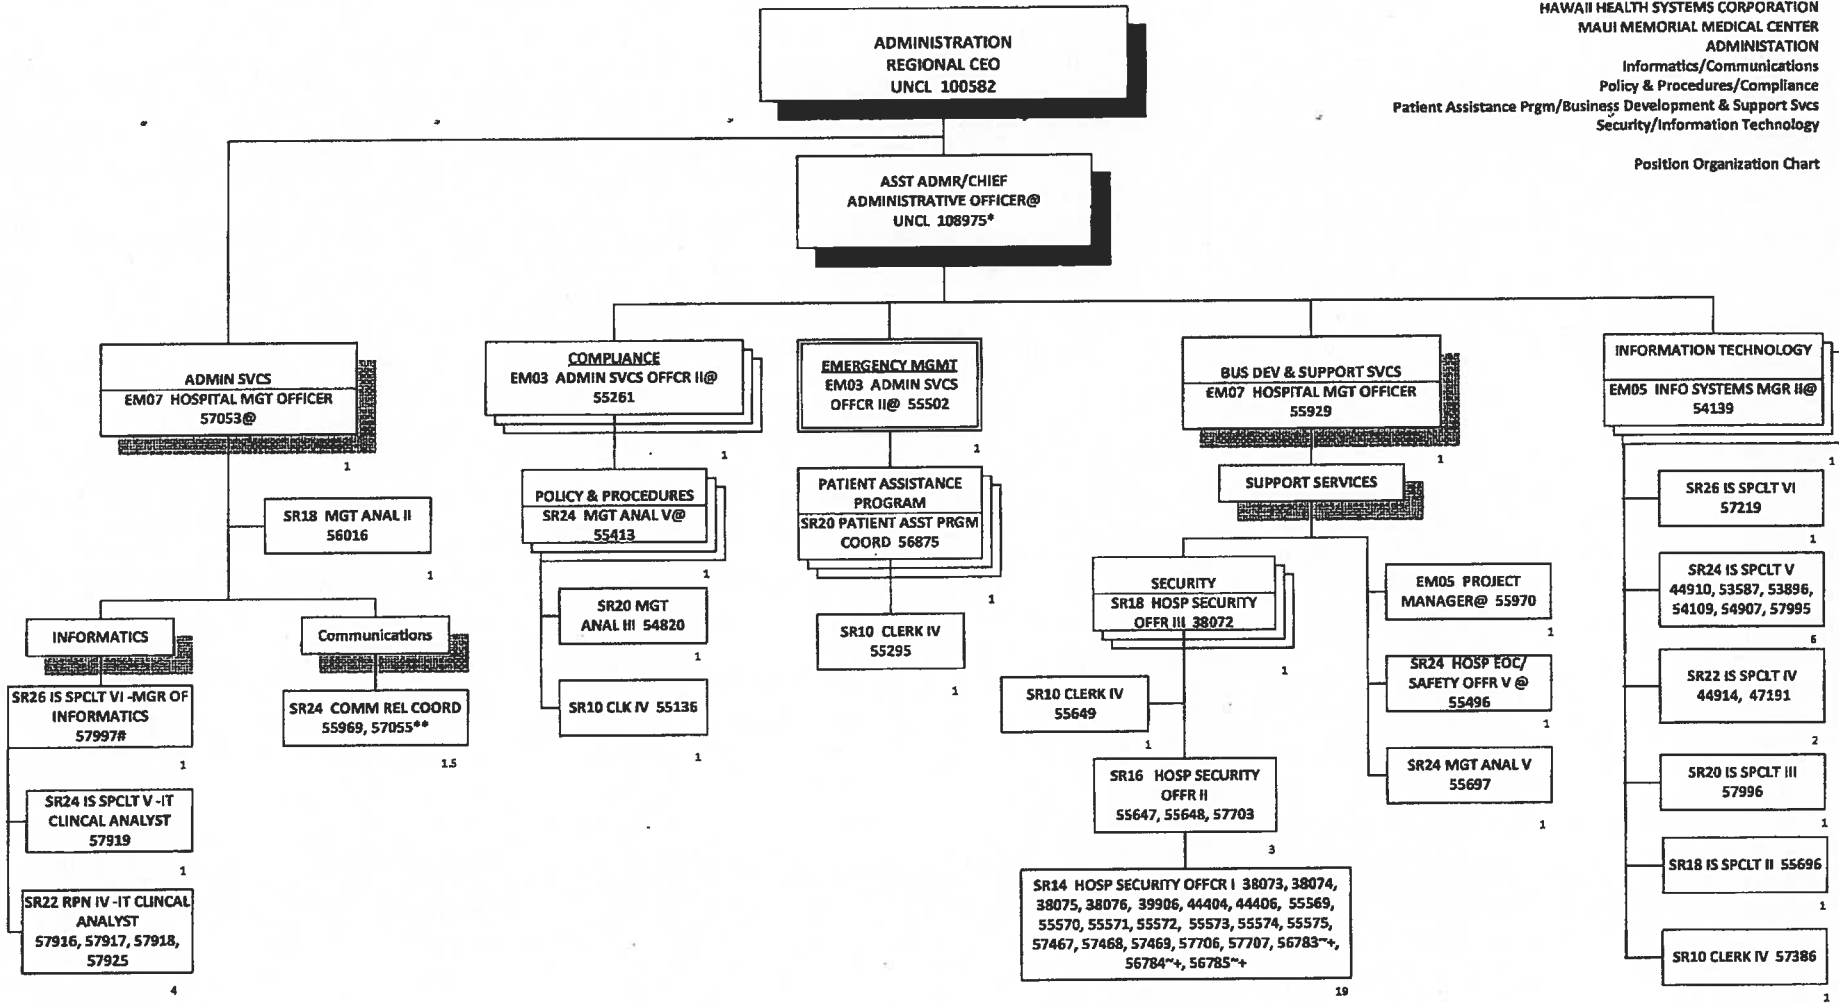 HAWAII HEALTH SYSTEMS CORPORATION
MAUI MEMORIAL MEDICAL CENTER
ADMINISTATION
Informatics/Communications
Policy & Procedures/Compliance
Patient Assistance Prgm/Business Development & Support Svcs
Security/Information Technology
Position Organization Chart
ADMINISTRATION
REGIONAL CEO
UNCL 100582
ASST ADMR/CHIEF
ADMINISTRATIVE OFFICER@
UNCL 108975*
ADMIN SVCS
EM07 HOSPITAL MGT OFFICER
57053@
1
SR18 MGT ANAL II
56016
1
INFORMATICS
SR26 IS SPCLT VI -MGR OF
INFORMATICS
57997#
1
SR24 IS SPCLT V -IT
CLINCAL ANALYST
57919
1
SR22 RPN IV -IT CLINCAL
ANALYST
57916, 57917, 57918,
57925
4
Communications
SR24 COMM REL COORD
55969, 57055**
1.5
COMPLIANCE
EM03 ADMIN SVCS OFFCR II@
55261
1
POLICY & PROCEDURES
SR24 MGT ANAL V@
55413
1
SR20 MGT
ANAL III 54820
1
SR10 CLK IV 55136
1
EMERGENCY MGMT
EM03 ADMIN SVCS
OFFCR II@ 55502
1
PATIENT ASSISTANCE
PROGRAM
SR20 PATIENT ASST PRGM
COORD 56875
1
SR10 CLERK IV
55295
1
BUS DEV & SUPPORT SVCS
EM07 HOSPITAL MGT OFFICER
55929
1
SUPPORT SERVICES
SECURITY
SR18 HOSP SECURITY
OFFR III 38072
1
SR10 CLERK IV
55649
1
SR16 HOSP SECURITY
OFFR II
55647, 55648, 57703
3
SR14 HOSP SECURITY OFFCR I 38073, 38074,
38075, 38076, 39906, 44404, 44406, 55569,
55570, 55571, 55572, 55573, 55574, 55575,
57467, 57468, 57469, 57706, 57707, 56783~+,
56784~+, 56785~+
19
EM05 PROJECT
MANAGER@ 55970
1
SR24 HOSP EOC/
SAFETY OFFR V @
55496
1
SR24 MGT ANAL V
55697
1
INFORMATION TECHNOLOGY
EM05 INFO SYSTEMS MGR II@
54139
1
SR26 IS SPCLT VI
57219
1
SR24 IS SPCLT V
44910, 53587, 53896,
54109, 54907, 57995
6
SR22 IS SPCLT IV
44914, 47191
2
SR20 IS SPCLT III
57996
1
SR18 IS SPCLT II 55696
1
SR10 CLERK IV 57386
1